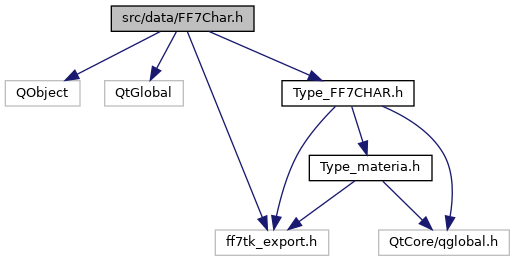 src/data/FF7Char.h
QObject
QtGlobal
Type_FF7CHAR.h
Type_materia.h
ff7tk_export.h
QtCore/qglobal.h